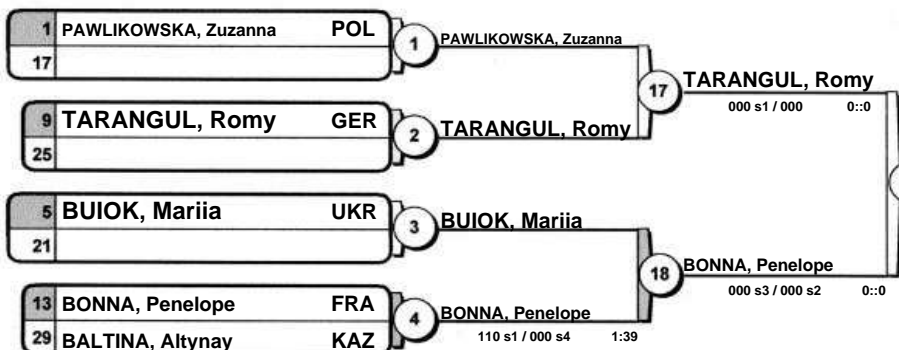 1 PAWLIKOWSKA, Zuzanna POL
17
1 PAWLIKOWSKA, Zuzanna
9 TARANGUL, Romy GER
25
2 TARANGUL, Romy
17 TARANGUL, Romy
000 s1 / 000 0::0
5 BUIOK, Mariia UKR
21
3 BUIOK, Mariia
13 BONNA, Penelope FRA
29 BALTINA, Altynay KAZ
4 BONNA, Penelope
110 s1 / 000 s4 1:39
18 BONNA, Penelope
000 s3 / 000 s2 0::0